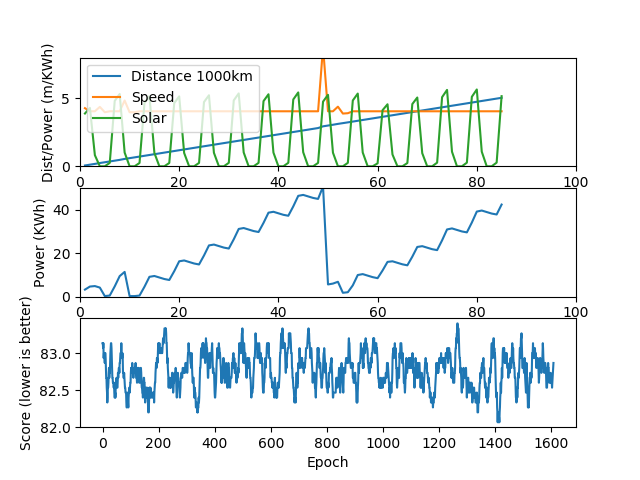 Dist/Power (m/KWh)
Distance 1000km
Speed
Solar
5
0
0 20 40 60 80 100
Power (KWh)
40
20
0
0 20 40 60 80 100
Score (lower is better)
83.0
82.5
82.0
0 200 400 600 800 1000 1200 1400 1600
Epoch